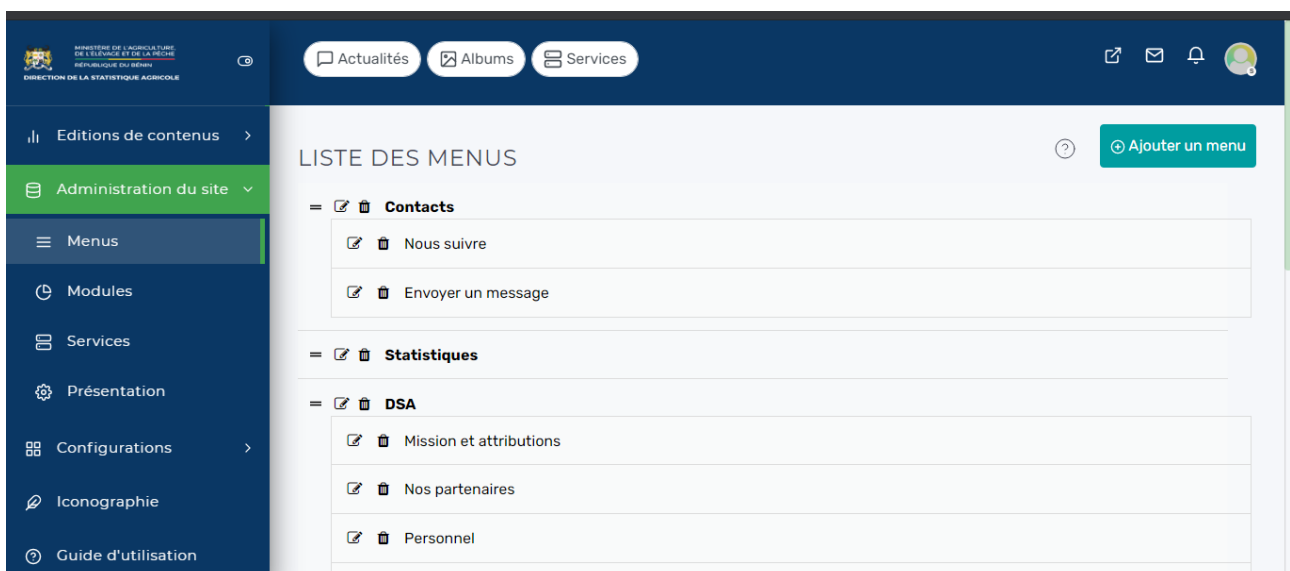 MINISTÈRE DE L'AGRICULTURE,
DE L'ÉLEVAGE ET DE LA PÊCHE
RÉPUBLIQUE DU BÉNIN
DIRECTION DE LA STATISTIQUE AGRICOLE
Actualités
Albums
Services
Editions de contenus
Administration du site
Menus
Modules
Services
Présentation
Configurations
Iconographie
Guide d'utilisation
LISTE DES MENUS
Ajouter un menu
Contacts
Nous suivre
Envoyer un message
Statistiques
DSA
Mission et attributions
Nos partenaires
Personnel